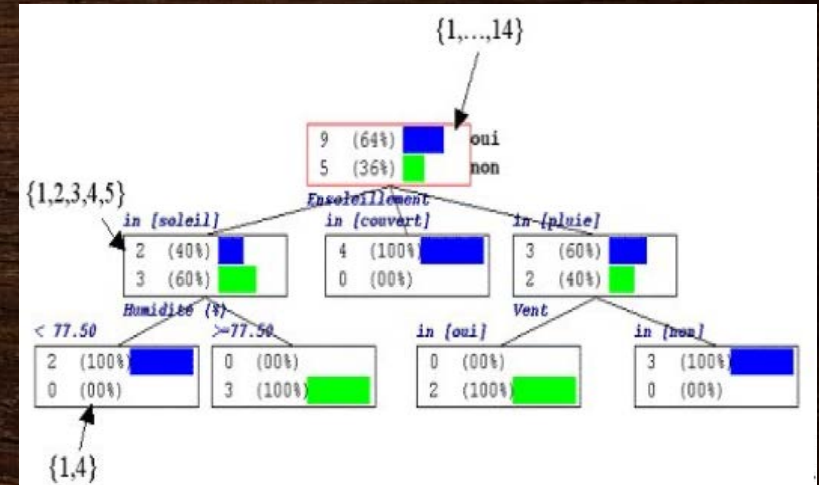 {1,...,14}
9 (64%) oui
5 (36%) non
{1,2,3,4,5}
Ensoleillement
in [soleil] in [couvert] in [pluie]
2 (40%) 4 (100%) 3 (60%)
3 (60%) 0 (00%) 2 (40%)
Humidité (%) Vent
< 77.50 >=77.50 in [oui] in [non]
2 (100%) 0 (00%) 0 (00%) 3 (100%)
0 (00%) 3 (100%) 2 (100%) 0 (00%)
{1,4}